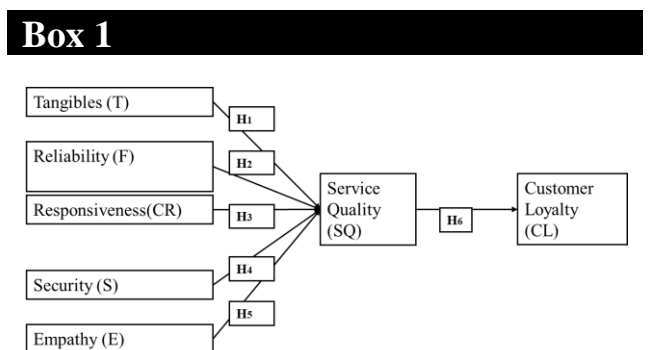 Box 1
Tangibles (T)
H1
Reliability (F)
H2
Responsiveness(CR)
H3
Service
Quality
(SQ)
H6
Customer
Loyalty
(CL)
H4
Security (S)
H5
Empathy (E)